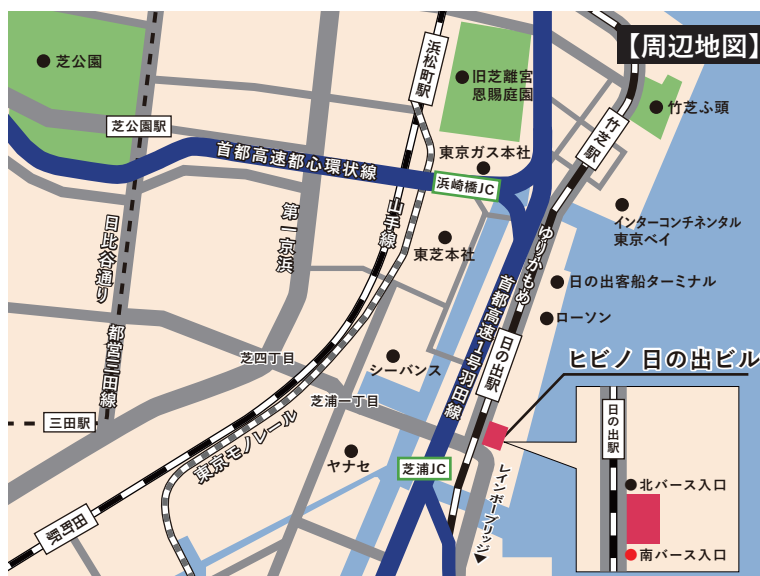 【周辺地図】
芝公園
浜松町駅
旧芝離宮
恩賜庭園
竹芝ふ頭
芝公園駅
竹芝駅
首都高速都心環状線
東京ガス本社
浜崎橋JC
日比谷通り
第一京浜
山手線
東芝本社
インターコンチネンタル
東京ベイ
ゆりかもめ
日の出客船ターミナル
首都高速1号羽田線
ローソン
都営三田線
芝四丁目
シーバンス
日の出駅
ヒビノ 日の出ビル
芝浦一丁目
三田駅
東京モノレール
ヤナセ
芝浦JC
レインボーブリッジ
田町駅
日の出駅
北バース入口
南バース入口